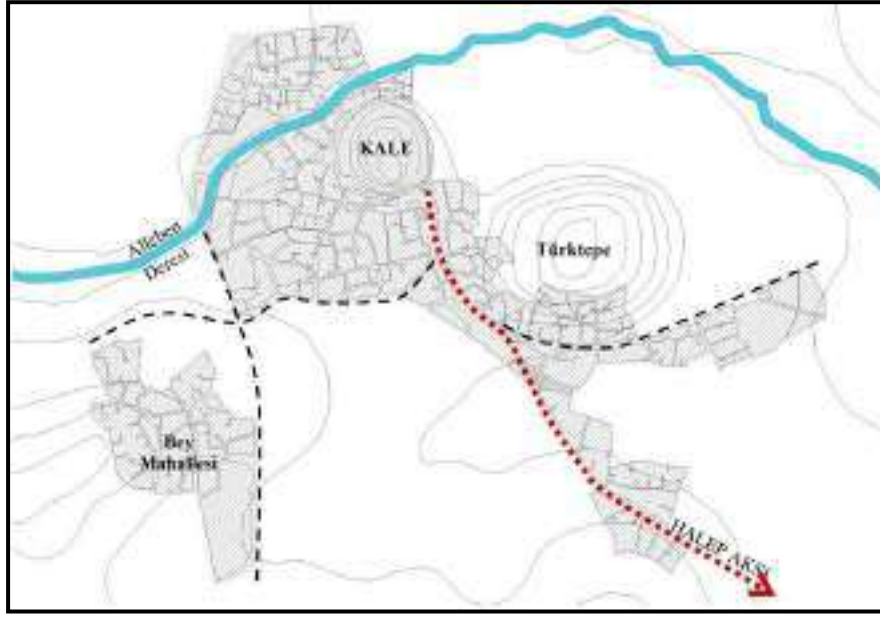 KALE
Alleben
Deresi
Türktepe
Bey
Mahallesi
HALEP AKSI